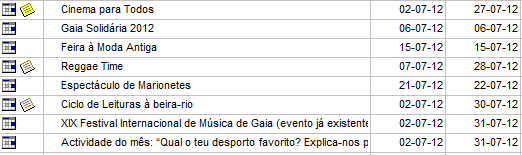 Cinema para Todos 02-07-12 27-07-12
Gaia Solidária 2012 06-07-12 06-07-12
Feira à Moda Antiga 15-07-12 15-07-12
Reggae Time 07-07-12 28-07-12
Espectáculo de Marionetes 21-07-12 22-07-12
Ciclo de Leituras à beira-rio 02-07-12 30-07-12
XIX Festival Internacional de Música de Gaia (evento já existente 02-07-12 31-07-12
Actividade do mês: “Qual o teu desporto favorito? Explica-nos p 02-07-12 31-07-12